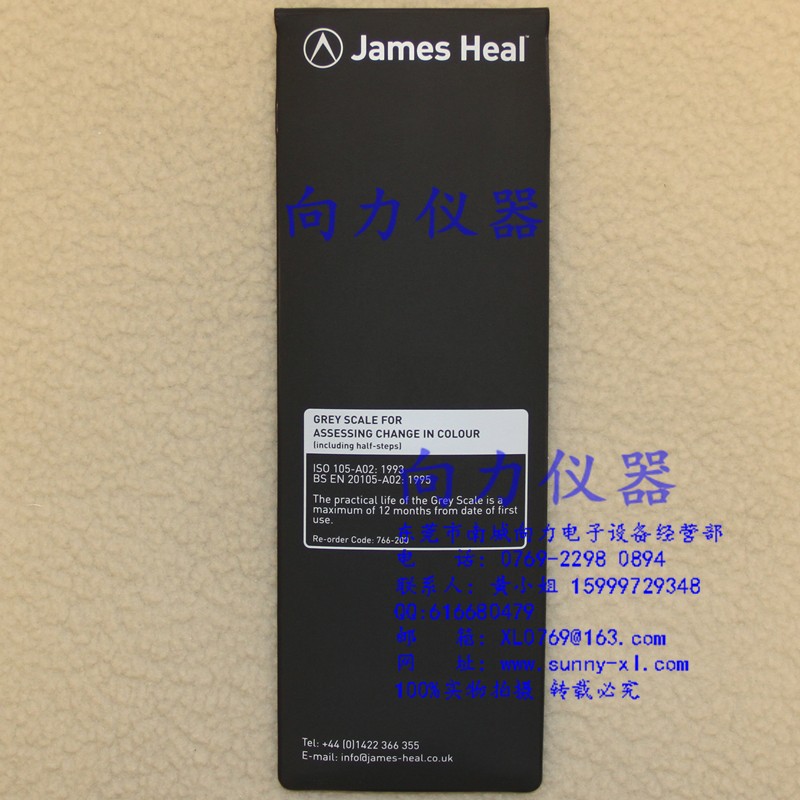 James Heal™
向力仪器
GREY SCALE FOR
ASSESSING CHANGE IN COLOUR
(including half-steps)
ISO 105-A02: 1993
BS EN 20105-A02: 1995
The practical life of the Grey Scale is a
maximum of 12 months from date of first
use.
Re-order Code: 766-200
向力仪器
东莞市南城向力电子设备经营部
电 话: 0769-2298 0894
联系人: 黄小姐 15999729348
QQ:616680479
邮 箱: XL0769@163.com
网 址: www.sunny-xl.com
100%实物拍摄 转载必究
Tel: +44 (0)1422 366 355
E-mail: info@james-heal.co.uk